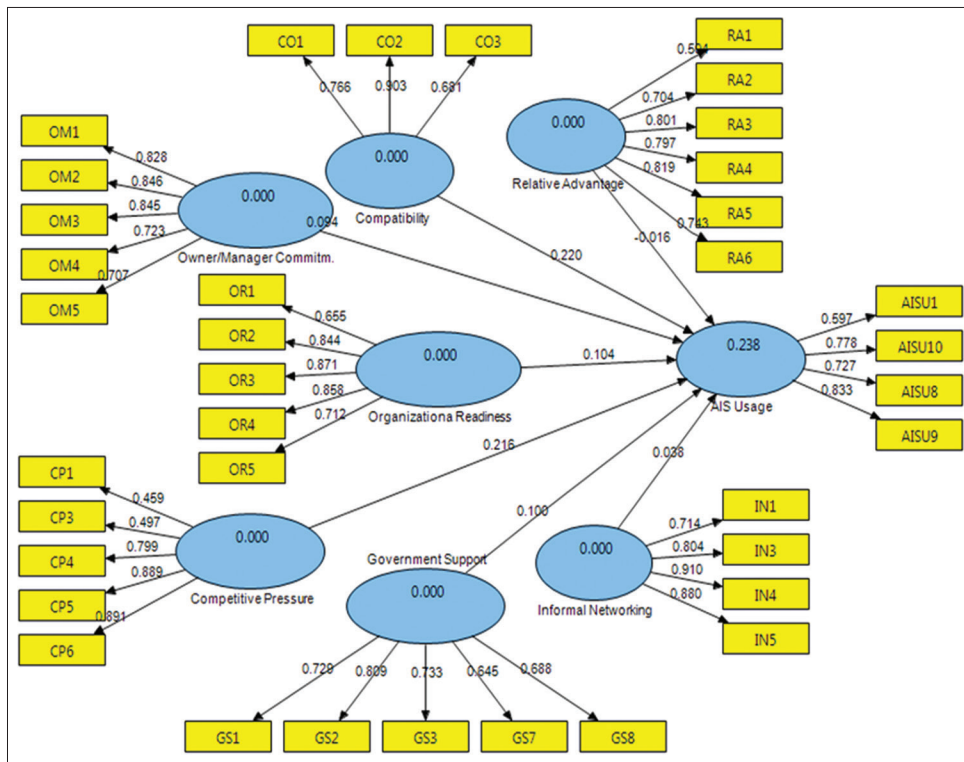 CO1
CO2
CO3
0.766
0.903
0.681
0.000
Compatibility
RA1
RA2
RA3
RA4
RA5
RA6
0.704
0.801
0.797
0.819
0.743
0.000
Relative Advantage
-0.016
OM1
OM2
OM3
OM4
OM5
0.828
0.846
0.845
0.723
0.707
0.000
Owner/Manager Commitm.
0.094
0.220
OR1
OR2
OR3
OR4
OR5
0.655
0.844
0.871
0.858
0.712
0.000
Organizationa Readiness
0.104
0.238
AIS Usage
AISU1
AISU10
AISU8
AISU9
0.597
0.778
0.727
0.833
CP1
CP3
CP4
CP5
CP6
0.459
0.497
0.799
0.889
0.891
0.000
Competitive Pressure
0.216
Government Support
0.000
0.100
GS1
GS2
GS3
GS7
GS8
0.809
0.733
0.645
0.688
0.000
Informal Networking
0.038
IN1
IN3
IN4
IN5
0.714
0.804
0.910
0.880